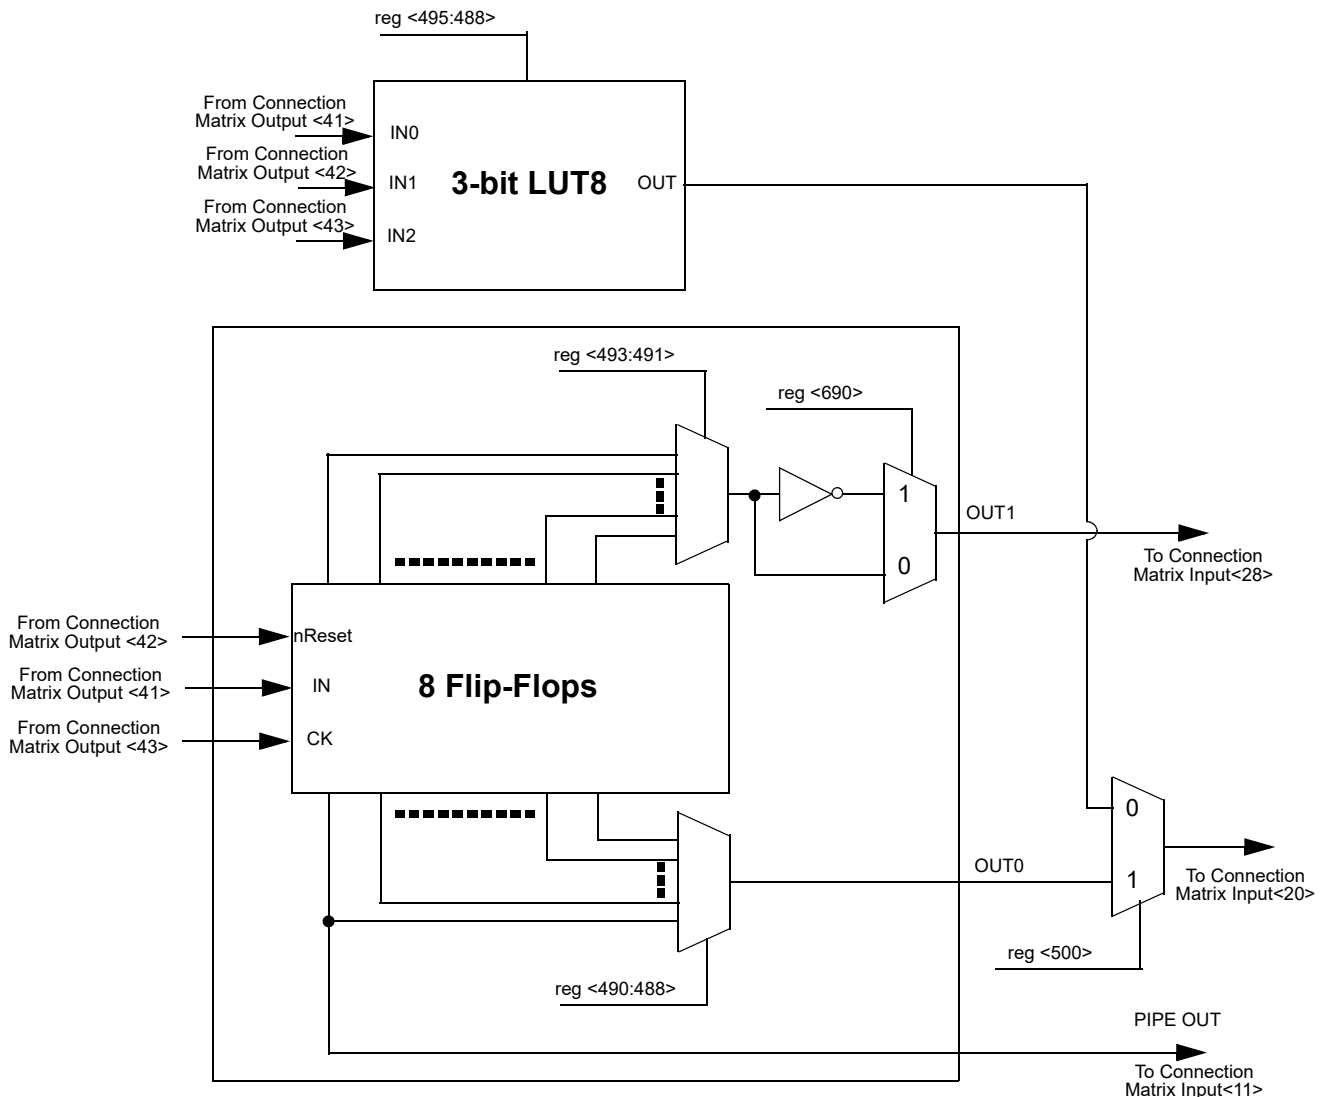 reg <495:488>
From Connection
Matrix Output <41>
IN0
From Connection
Matrix Output <42>
IN1
3-bit LUT8
OUT
From Connection
Matrix Output <43>
IN2
reg <493:491>
reg <690>
1
OUT1
0
To Connection
Matrix Input<28>
From Connection
Matrix Output <42>
nReset
From Connection
Matrix Output <41>
IN
8 Flip-Flops
From Connection
Matrix Output <43>
CK
0
OUT0
1
To Connection
Matrix Input<20>
reg <500>
reg <490:488>
PIPE OUT
To Connection
Matrix Input<11>